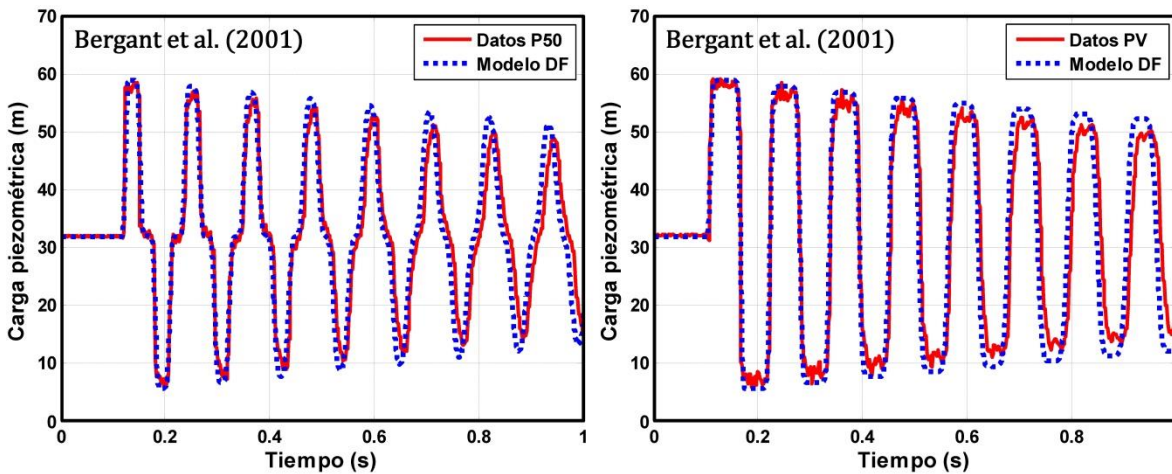 Bergant et al. (2001)
Datos P50
Modelo DF
Carga piezométrica (m)
70
60
50
40
30
20
10
0
0
0.2
0.4
0.6
0.8
1
Tiempo (s)
Bergant et al. (2001)
Datos PV
Modelo DF
Carga piezométrica (m)
70
60
50
40
30
20
10
0
0
0.2
0.4
0.6
0.8
Tiempo (s)